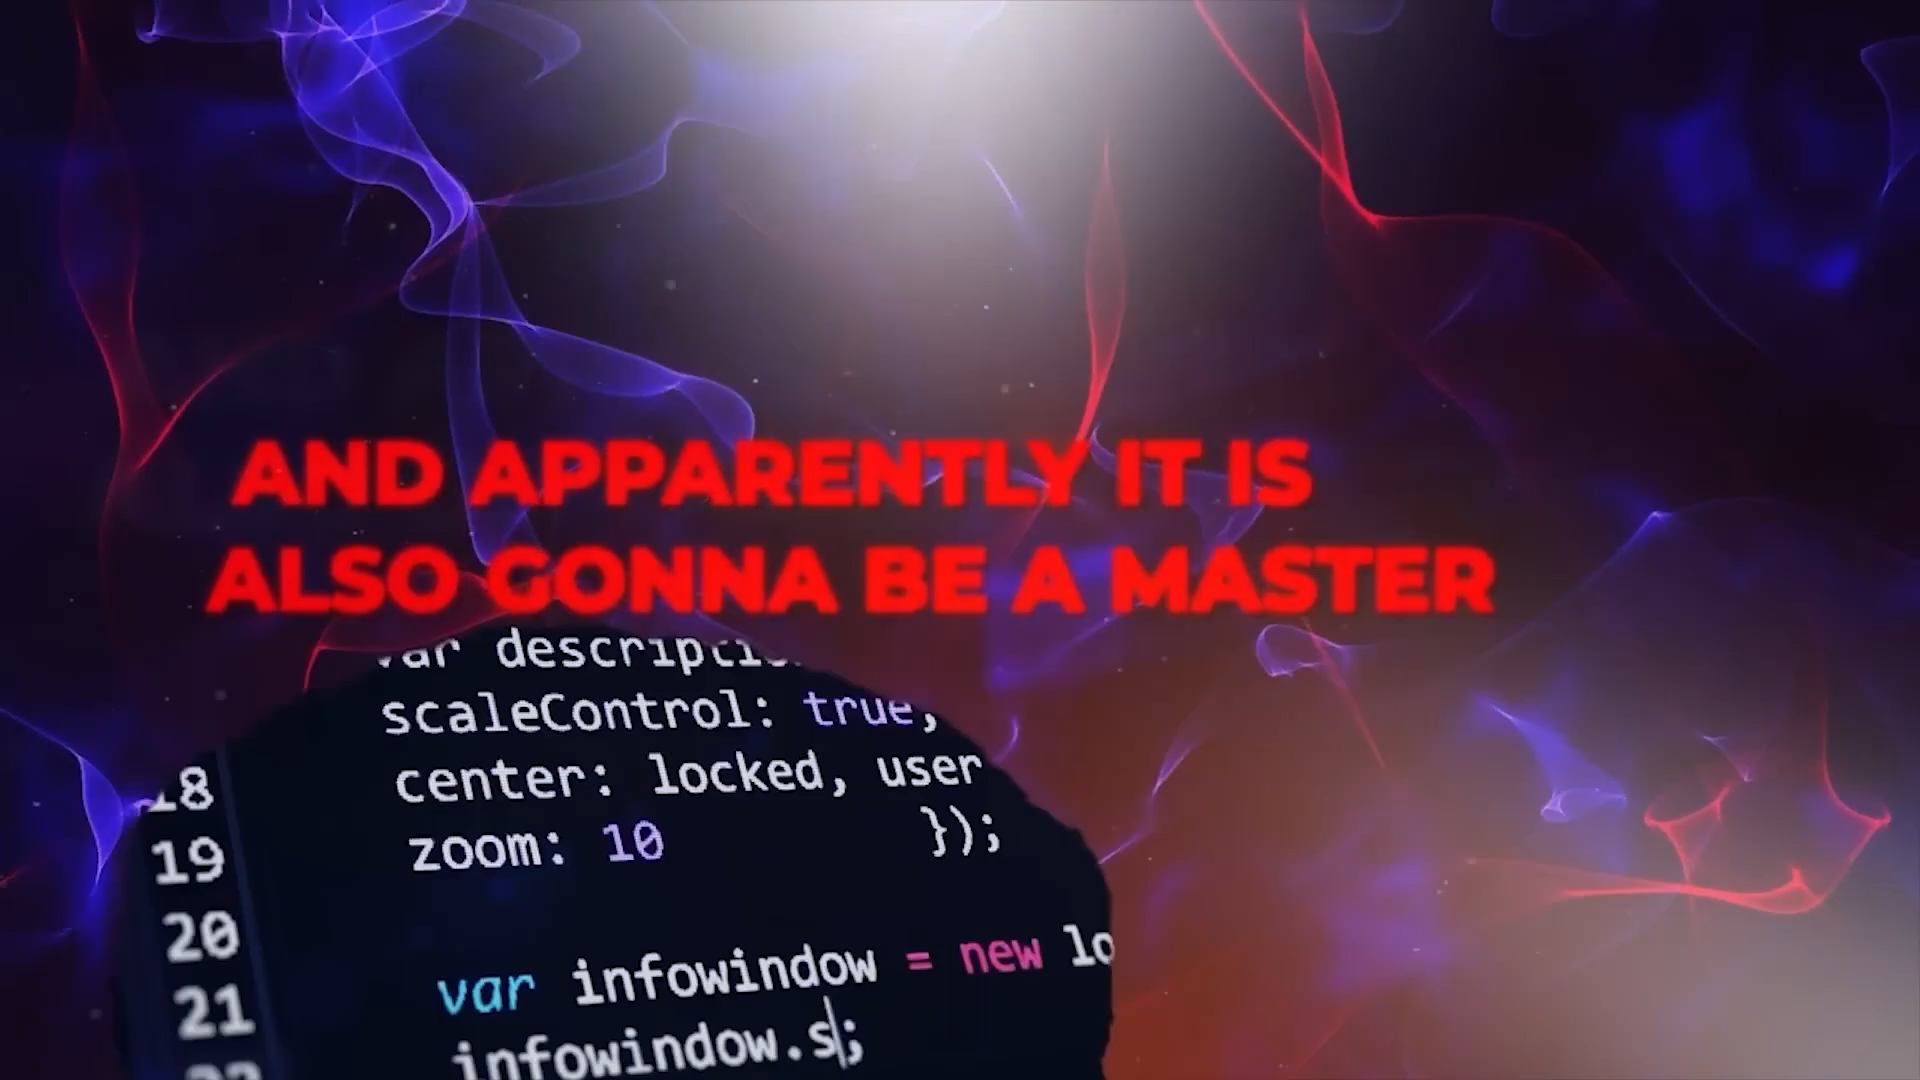 AND APPARENTLY IT IS
ALSO GONNA BE A MASTER
var
scaleControl: true,
18 center: locked, user
19 zoom: 10 });
20
21 var infowindow = new
infowindow.s;